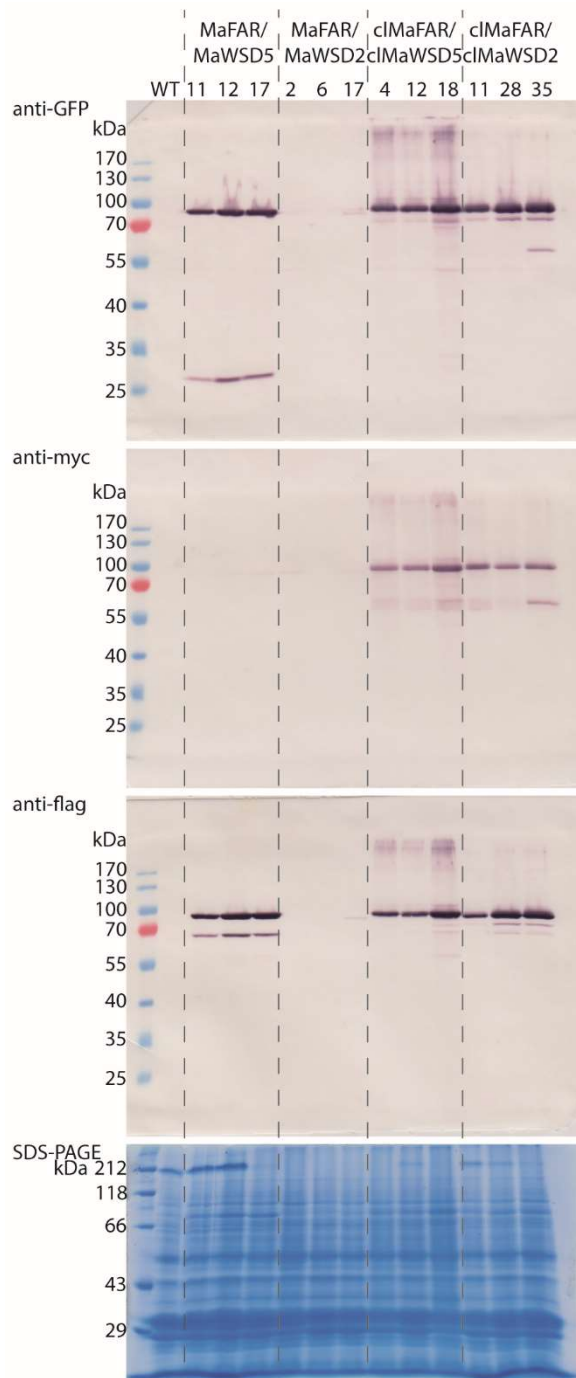 MaFAR/ MaFAR/ clMaFAR/ clMaFAR/
MaWSD5 MaWSD2 clMaWSD5 clMaWSD2
WT 11 12 17 2 6 17 4 12 18 11 28 35
anti-GFP
kDa
170
130
100
70
55
40
35
25
anti-myc
kDa
170
130
100
70
55
40
35
25
anti-flag
kDa
170
130
100
70
55
40
35
25
SDS-PAGE
kDa 212
118
66
43
29